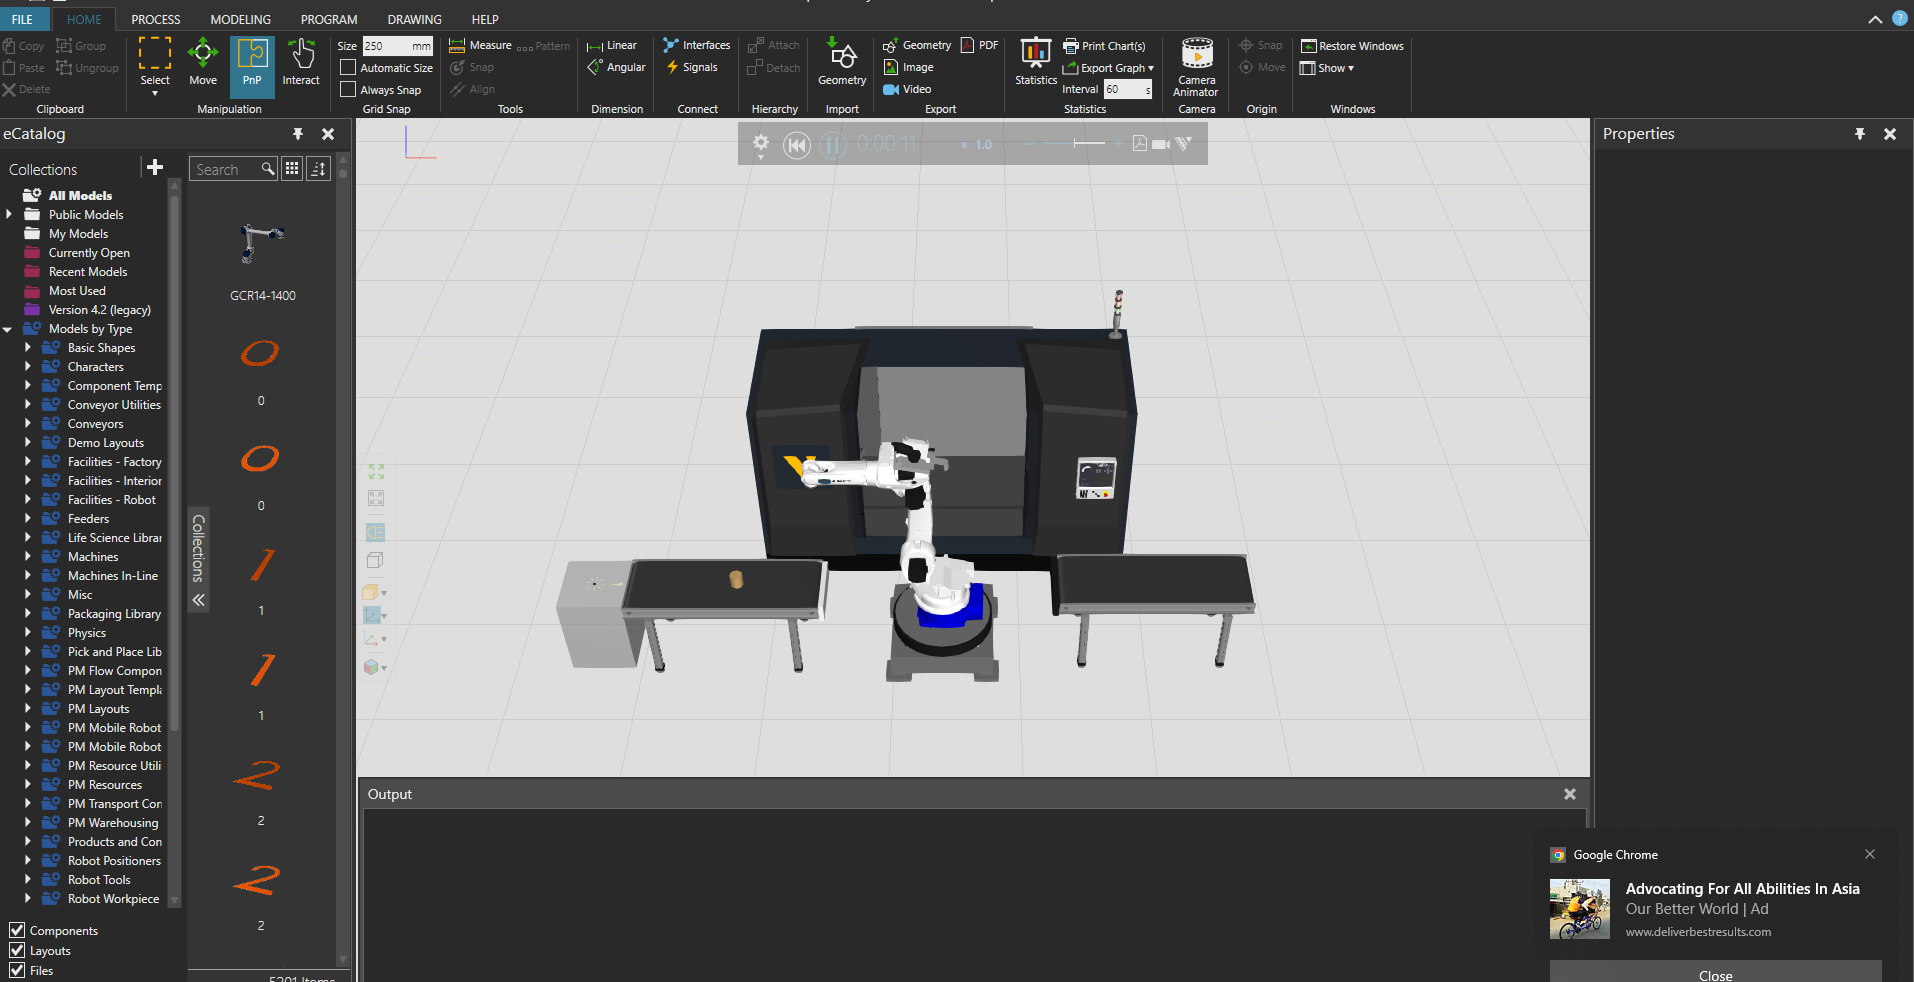 FILE HOME PROCESS MODELING PROGRAM DRAWING HELP
Copy Group
Paste Ungroup
Delete
Clipboard
Select Move PnP Interact
Manipulation
Size 250 mm
Automatic Size
Always Snap
Grid Snap
Measure Pattern
Snap
Align
Tools
Linear
Angular
Dimension
Interfaces
Signals
Connect
Attach
Detach
Hierarchy
Geometry
Import
Geometry PDF
Image
Video
Export
Statistics
Print Chart(s)
Export Graph
Interval 60 s
Statistics
Camera
Animator
Camera
Snap
Move
Origin
Restore Windows
Show
Windows
eCatalog
Collections
All Models
Public Models
My Models
Currently Open
Recent Models
Most Used
Version 4.2 (legacy)
Models by Type
Basic Shapes
Characters
Component Temp
Conveyor Utilities
Conveyors
Demo Layouts
Facilities - Factory
Facilities - Interior
Facilities - Robot
Feeders
Life Science Librar
Machines
Machines In-Line
Misc
Packaging Library
Physics
Pick and Place Lib
PM Flow Compon
PM Layout Templa
PM Layouts
PM Mobile Robot
PM Mobile Robot
PM Resource Utili
PM Resources
PM Transport Con
PM Warehousing
Products and Con
Robot Positioners
Robot Tools
Robot Workpiece
Components
Layouts
Files
Search
GCR14-1400
0
0
1
1
2
2
5201 Items
Collections
0:00:11 x 1.0
Output
Properties
Google Chrome
Advocating For All Abilities In Asia
Our Better World | Ad
www.deliverbestresults.com
Close